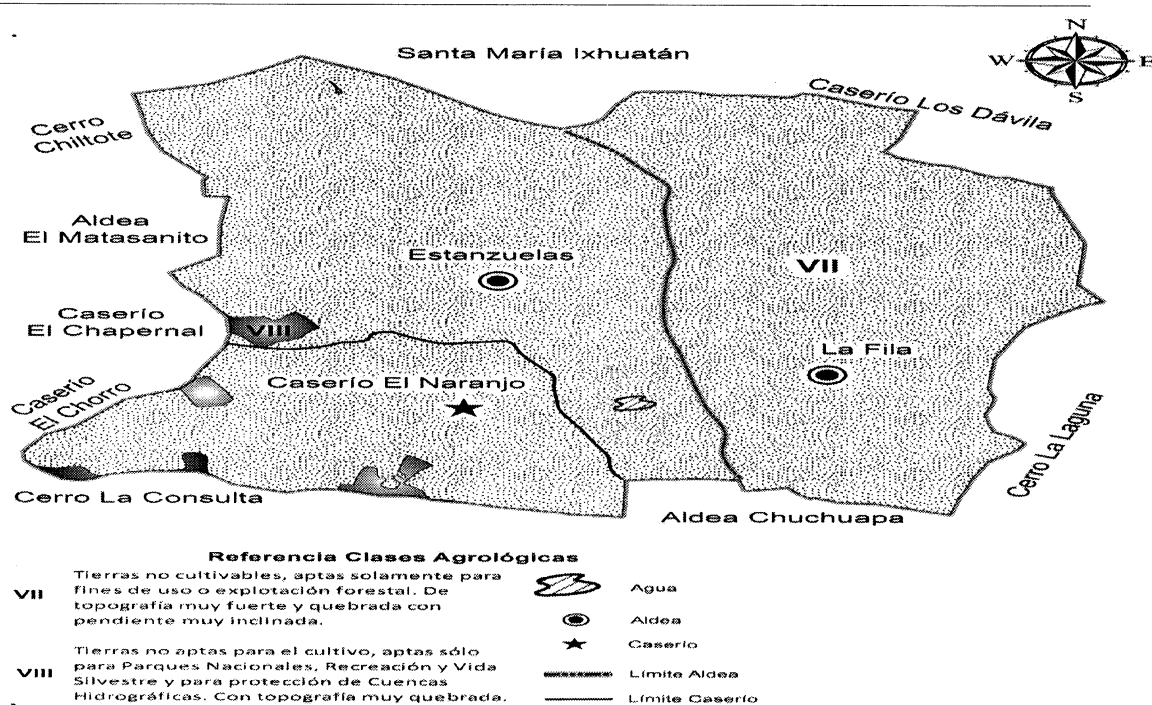 N
Santa María Ixhuatán
W
E
S
Caserío Los Dávila
Cerro
Chiltote
Aldea
El Matasanito
Estanzuelas
VII
Caserío
El Chapernal
VIII
La Fila
Caserío El Naranjo
Caserío
El Chorro
Cerro La Laguna
Cerro La Consulta
Aldea Chuchuapa
Referencia Clases Agrológicas
VII
Tierras no cultivables, aptas solamente para
fines de uso o explotación forestal. De
topografía muy fuerte y quebrada con
pendiente muy inclinada.
VIII
Tierras no aptas para el cultivo, aptas sólo
para Parques Nacionales, Recreación y Vida
Silvestre y para protección de Cuencas
Hidrográficas. Con topografía muy quebrada.
Agua
Aldea
Caserío
Límite Aldea
Límite Caserío